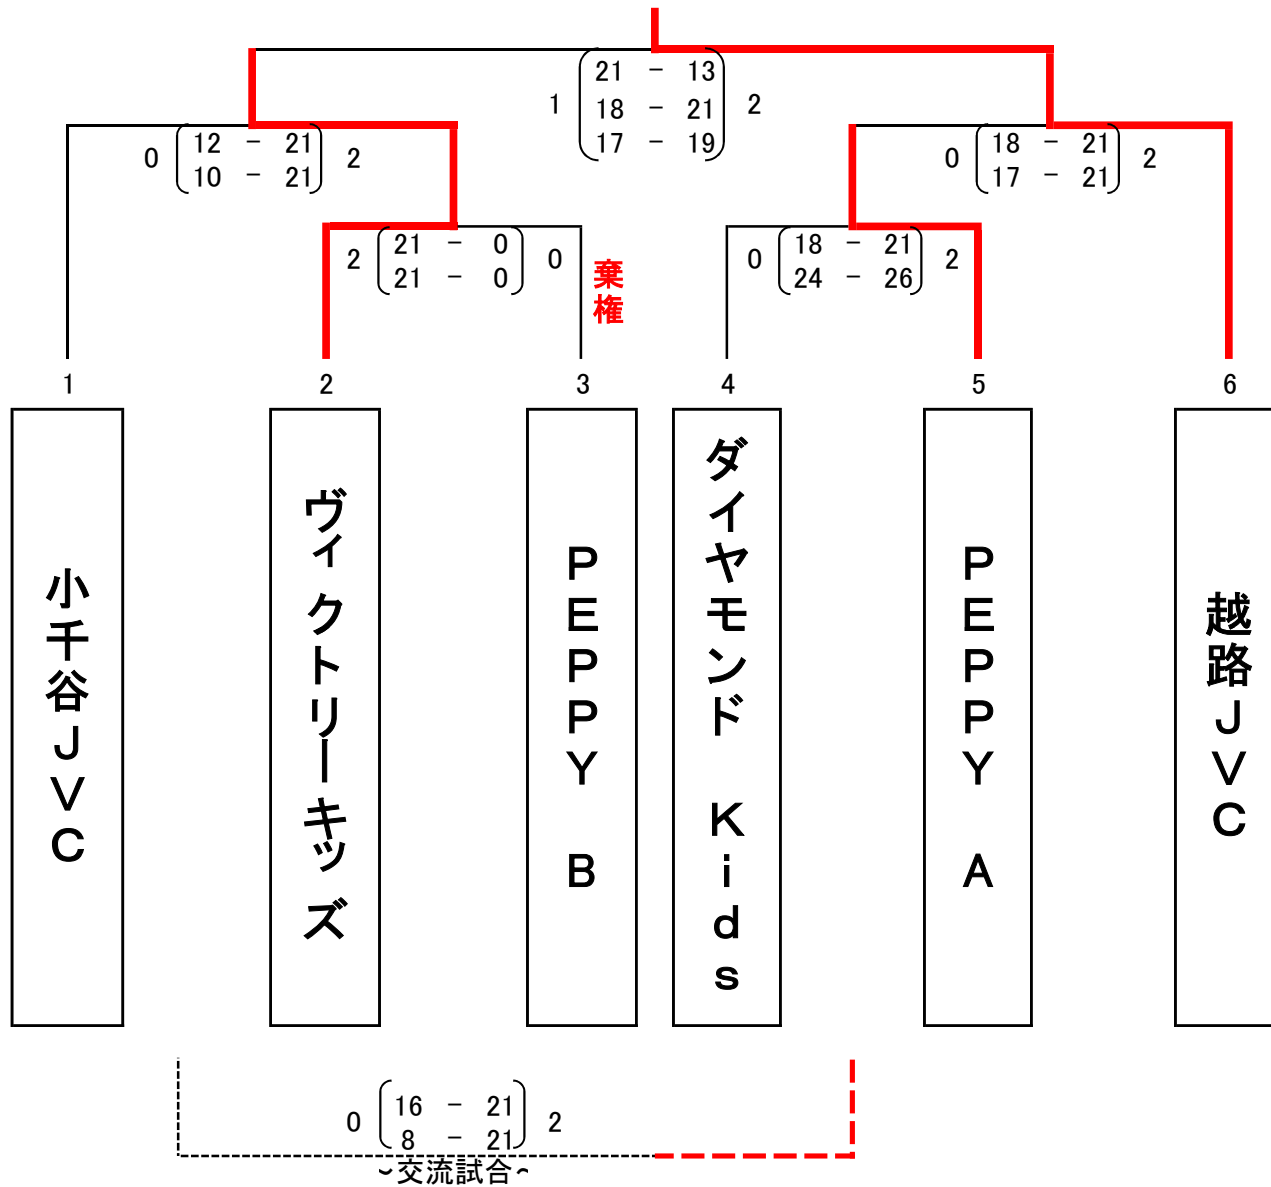 21 － 13
1 18 － 21 2
17 － 19
12 － 21
0 2
10 － 21
18 － 21
0 2
17 － 21
21 － 0
2 0
21 － 0
棄権
18 － 21
0 2
24 － 26
1 2 3 4 5 6
小千谷ＪＶＣ
ヴィクトリーキッズ
ＰＥＰＰＹ　Ｂ
ダイヤモンド　Ｋｉｄｓ
ＰＥＰＰＹ　Ａ
越路ＪＶＣ
16 － 21
0 2
8 － 21
～交流試合～